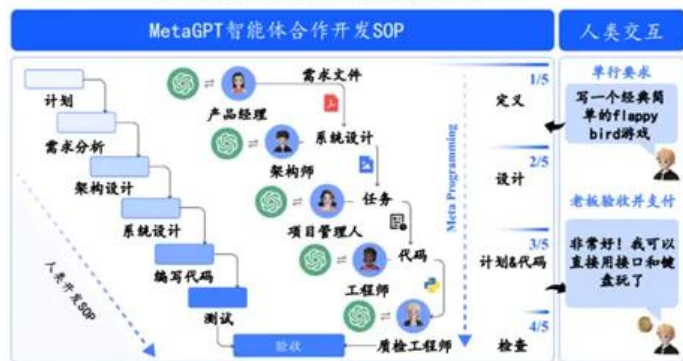 MetaGPT智能体合作开发SOP
人类交互
计划
需求分析
架构设计
系统设计
编写代码
测试
验收
人类开发SOP
产品经理
需求文件
架构师
系统设计
项目管理人
任务
工程师
代码
质检工程师
Meta Programming
1/5
定义
2/5
设计
3/5
计划&代码
4/5
检查
单行要求
写一个经典简
单的flappy
bird游戏
老板验收并支付
非常好！我可以
直接用接口和键
盘玩了